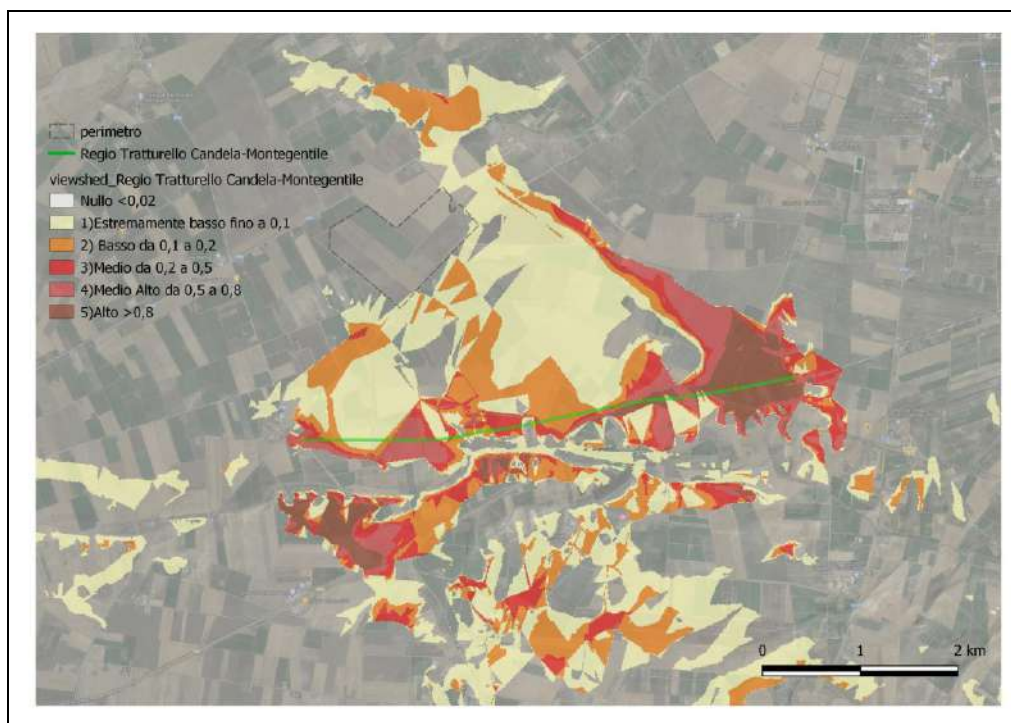 perimetro
Regio Tratturello Candela-Montegentile
viewshed_Regio Tratturello Candela-Montegentile
Nullo <0,02
1)Estremamente basso fino a 0,1
2) Basso da 0,1 a 0,2
3)Medio da 0,2 a 0,5
4)Medio Alto da 0,5 a 0,8
5)Alto >0,8
0 1 2 km